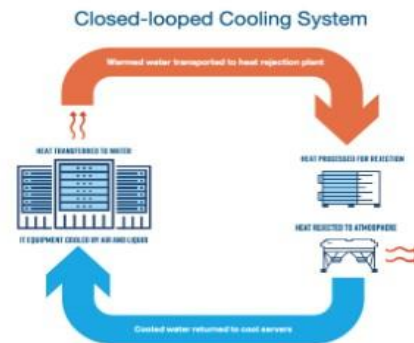 Closed-looped Cooling System
Warmed water transported to heat rejection plant
HEAT TRANSFERRED TO WATER
HEAT PROCESSED FOR REJECTION
HEAT REJECTED TO ATMOSPHERE
IT EQUIPMENT COOLED BY AIR AND LIQUID
Cooled water returned to cool servers